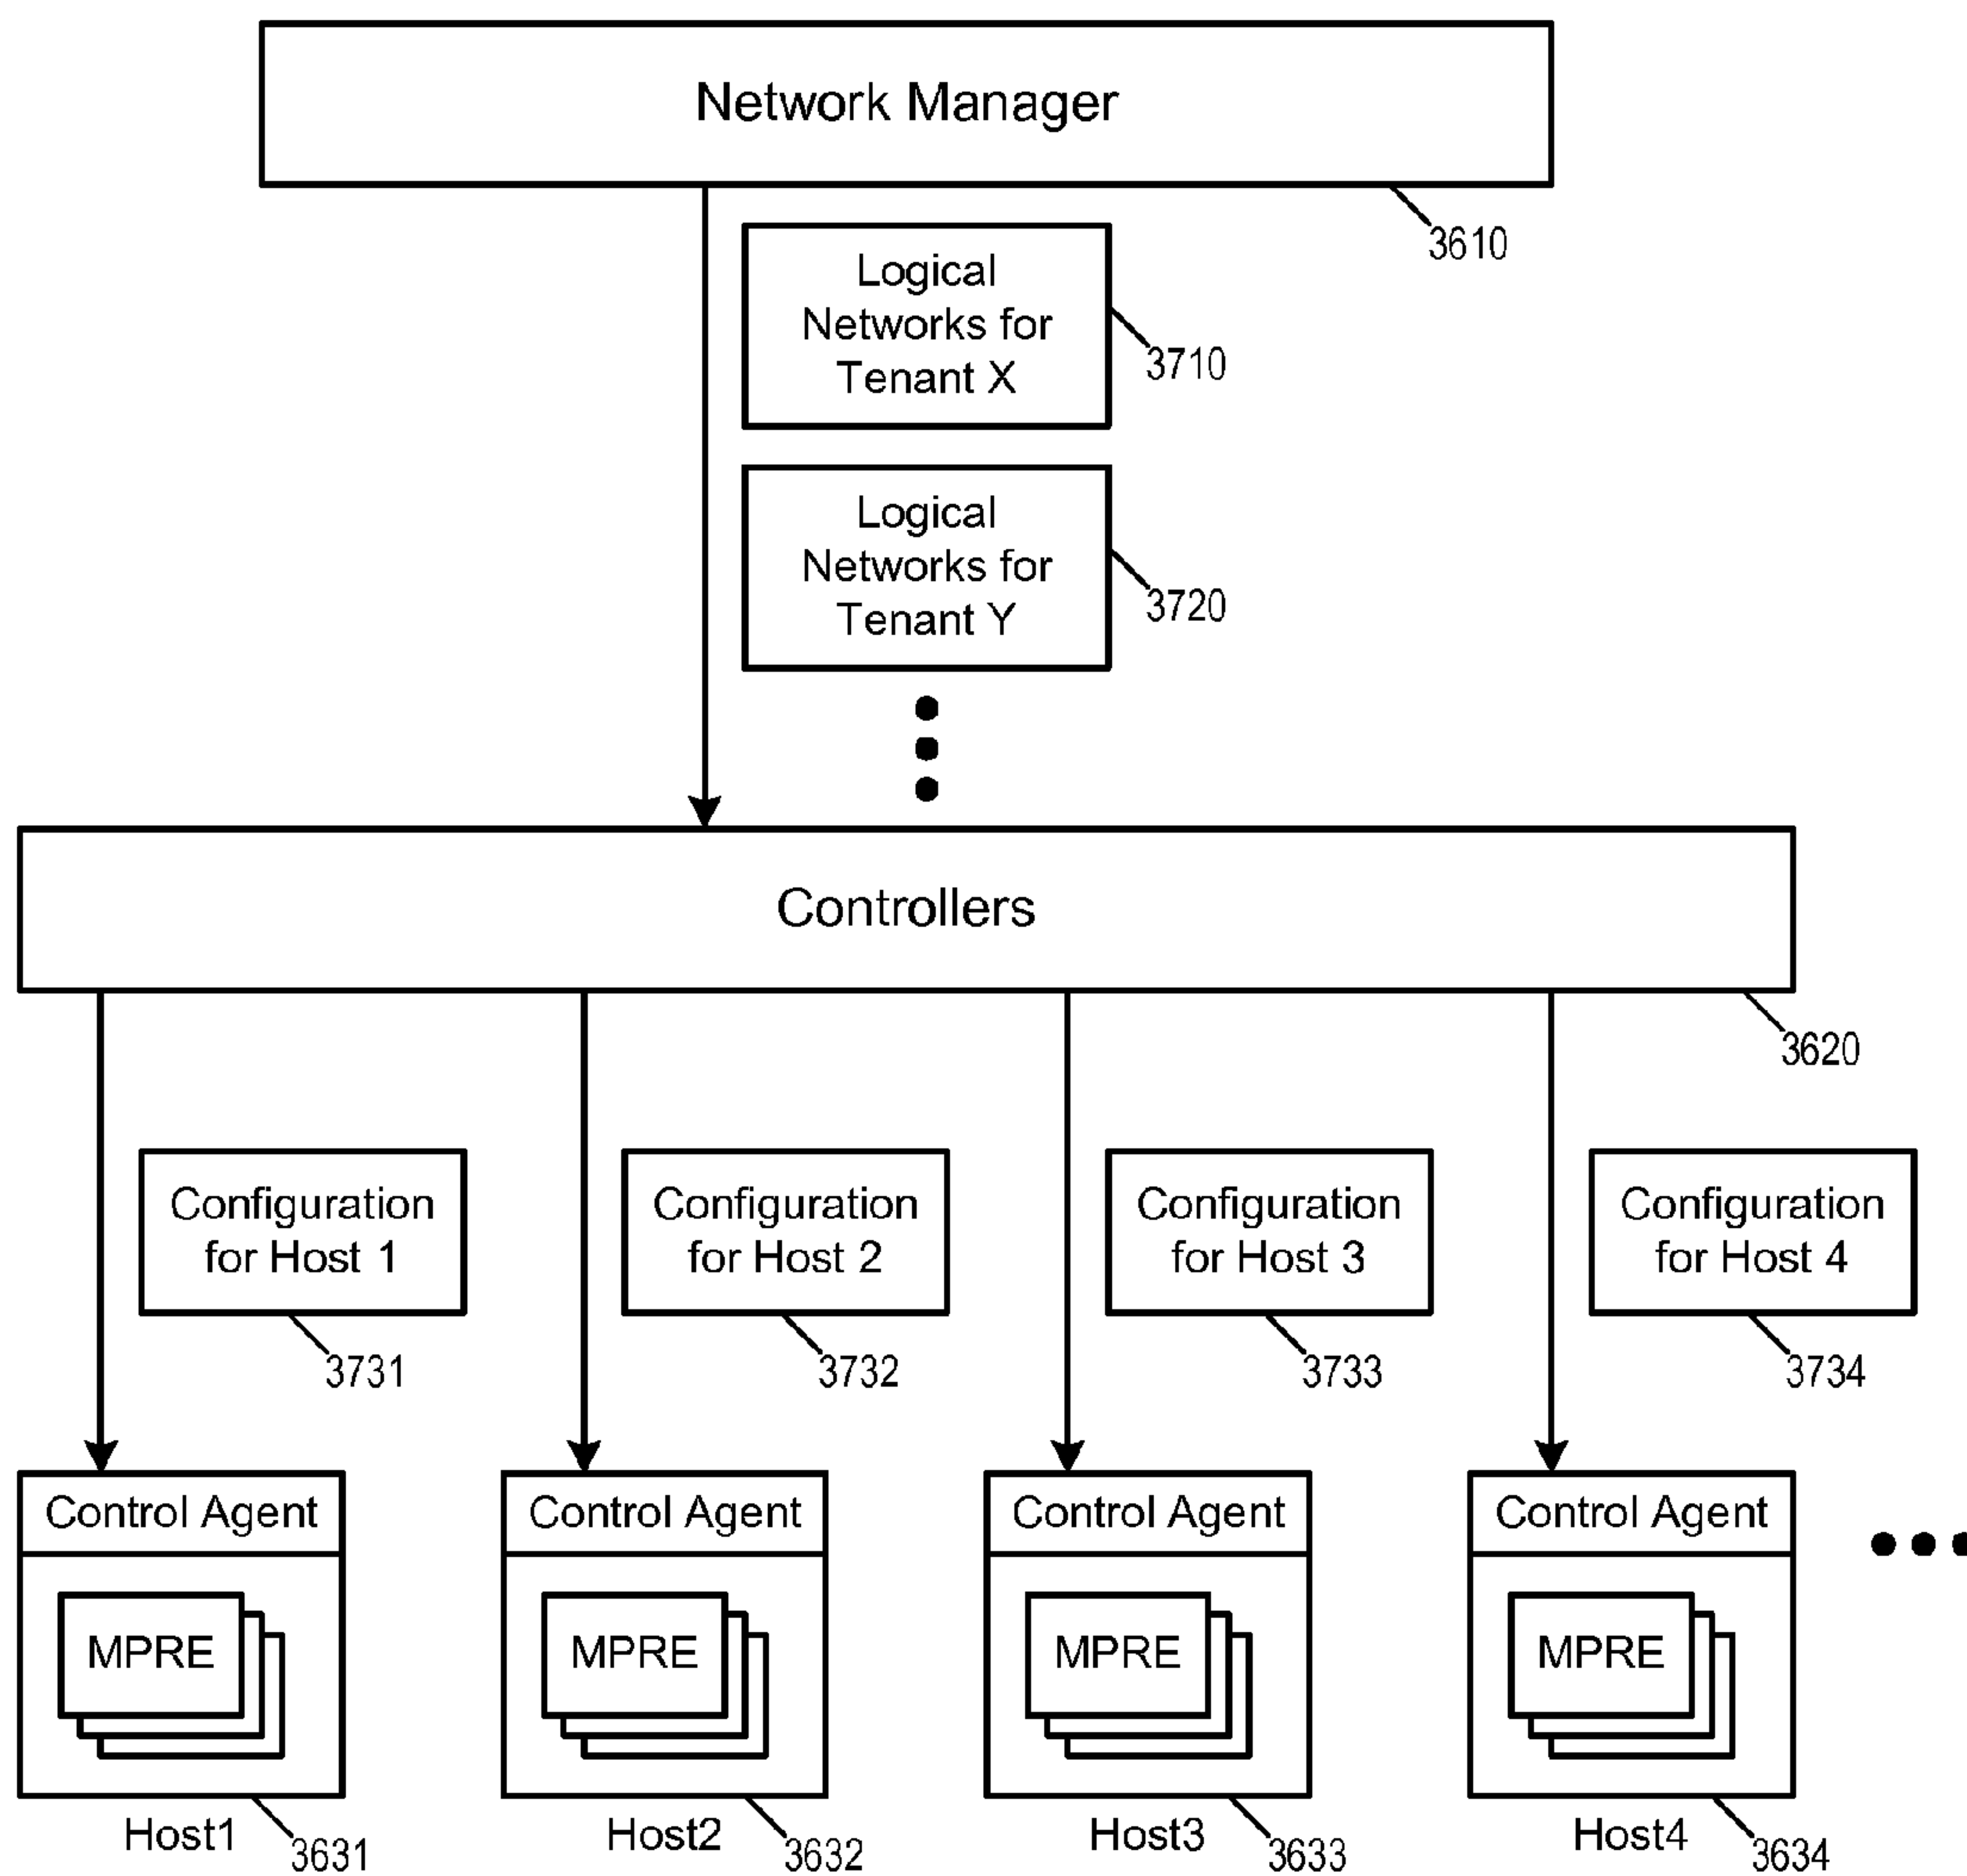 Network Manager
3610
Logical
Networks for
Tenant X
3710
Logical
Networks for
Tenant Y
3720
Controllers
3620
Configuration
for Host 1
3731
Configuration
for Host 2
3732
Configuration
for Host 3
3733
Configuration
for Host 4
3734
Control Agent
MPRE
Host1
3631
Control Agent
MPRE
Host2
3632
Control Agent
MPRE
Host3
3633
Control Agent
MPRE
Host4
3634